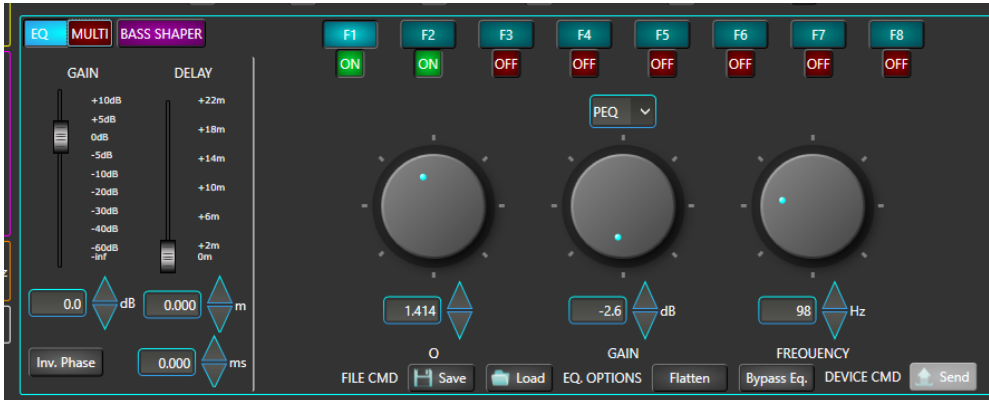 EQ MULTI BASS SHAPER F1 F2 F3 F4 F5 F6 F7 F8
ON ON OFF OFF OFF OFF OFF OFF
GAIN DELAY
+10dB +22m
+5dB
0dB +18m
-5dB +14m
-10dB
-20dB +10m
-30dB
-40dB +6m
-60dB +2m
-inf 0m
PEQ
0.0 dB 0.000 m
1.414 -2.6 dB 98 Hz
Inv. Phase 0.000 ms
Q GAIN FREQUENCY
FILE CMD Save Load EQ. OPTIONS Flatten Bypass Eq. DEVICE CMD Send